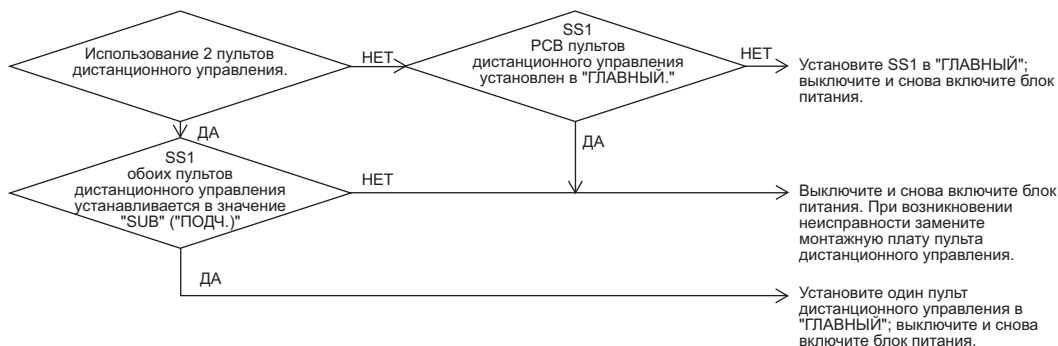 Использование 2 пультов
дистанционного управления.
НЕТ
SS1
PCB пультов
дистанционного управления
установлен в "ГЛАВНЫЙ."
НЕТ
Установите SS1 в "ГЛАВНЫЙ";
выключите и снова включите блок
питания.
ДА
ДА
SS1
обоих пультов
дистанционного управления
устанавливается в значение
"SUB" ("ПОДЧ.)"
НЕТ
Выключите и снова включите блок
питания. При возникновении
неисправности замените
монтажную плату пульта
дистанционного управления.
ДА
Установите один пульт
дистанционного управления в
"ГЛАВНЫЙ"; выключите и снова
включите блок питания.